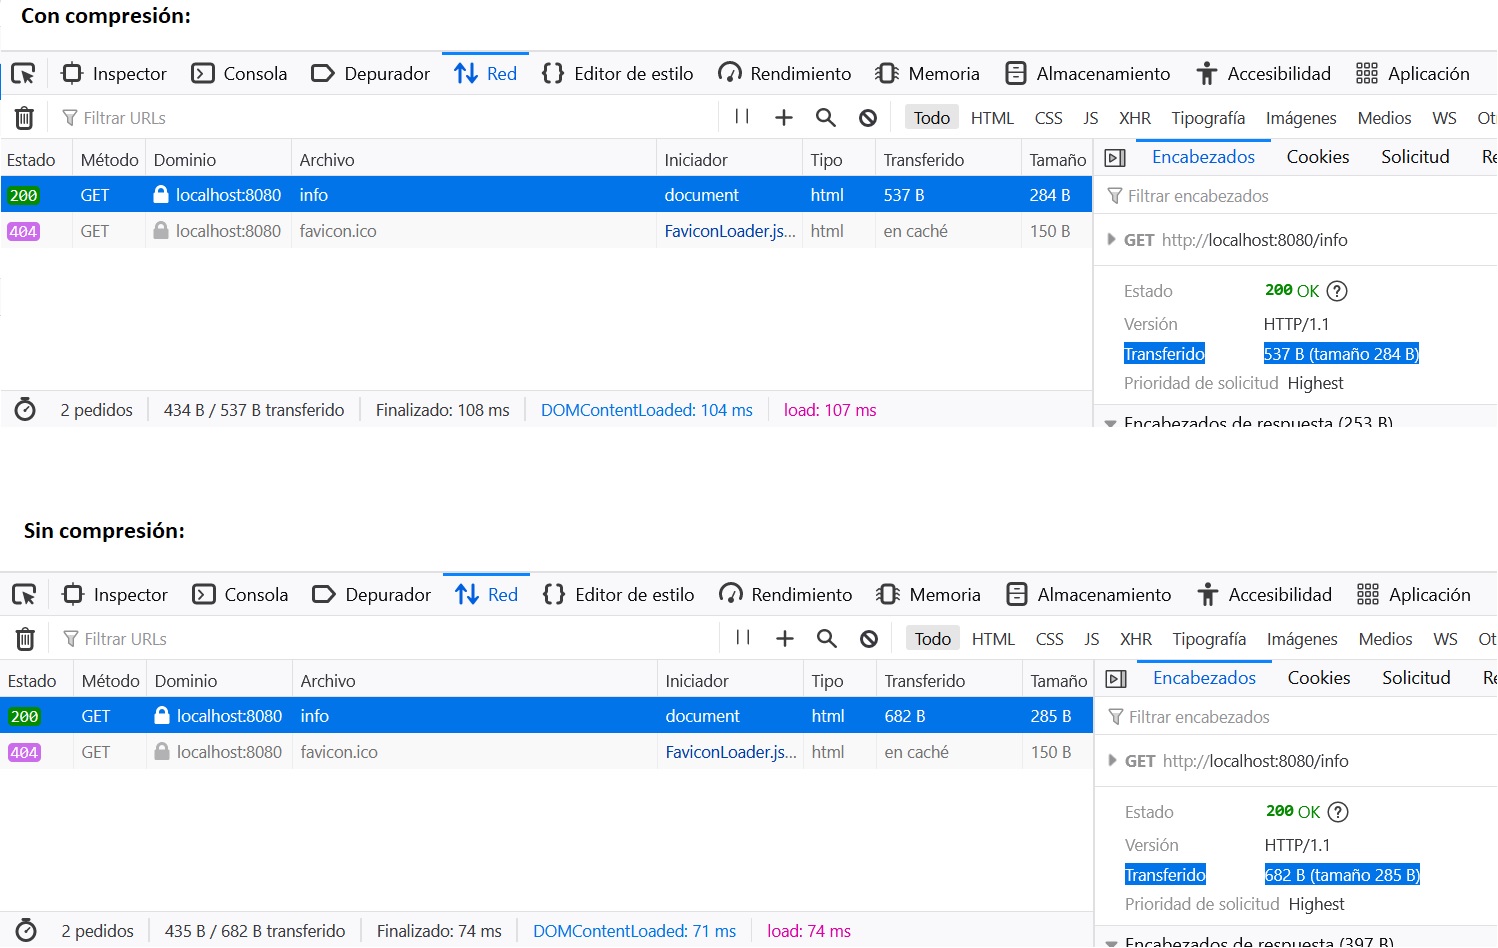 Con compresión:
Inspector Consola Depurador Red Editor de estilo Rendimiento Memoria Almacenamiento Accesibilidad Aplicación
Filtrar URLs Todo HTML CSS JS XHR Tipografía Imágenes Medios WS Ot
Estado Método Dominio Archivo Iniciador Tipo Transferido Tamaño Encabezados Cookies Solicitud Re
200 GET localhost:8080 info document html 537 B 284 B Filtrar encabezados
404 GET localhost:8080 favicon.ico FaviconLoader.js... html en caché 150 B GET http://localhost:8080/info
Estado 200 OK ?
Versión HTTP/1.1
Transferido 537 B (tamaño 284 B)
Prioridad de solicitud Highest
2 pedidos 434 B / 537 B transferido Finalizado: 108 ms DOMContentLoaded: 104 ms load: 107 ms Encabezados de respuesta (253 B)
Sin compresión:
Inspector Consola Depurador Red Editor de estilo Rendimiento Memoria Almacenamiento Accesibilidad Aplicación
Filtrar URLs Todo HTML CSS JS XHR Tipografía Imágenes Medios WS Ot
Estado Método Dominio Archivo Iniciador Tipo Transferido Tamaño Encabezados Cookies Solicitud Re
200 GET localhost:8080 info document html 682 B 285 B Filtrar encabezados
404 GET localhost:8080 favicon.ico FaviconLoader.js... html en caché 150 B GET http://localhost:8080/info
Estado 200 OK ?
Versión HTTP/1.1
Transferido 682 B (tamaño 285 B)
Prioridad de solicitud Highest
2 pedidos 435 B / 682 B transferido Finalizado: 74 ms DOMContentLoaded: 71 ms load: 74 ms Encabezados de respuesta (397 B)